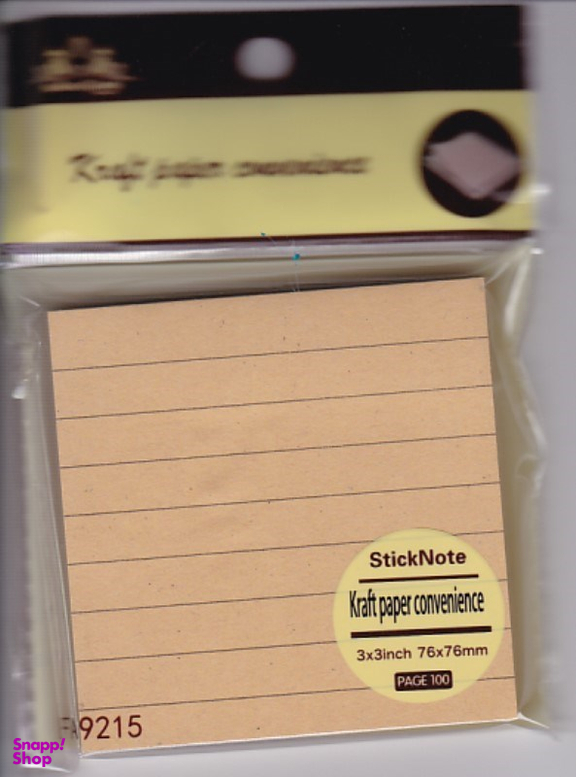 Kraft paper convenience
StickNote
Kraft paper convenience
3x3inch 76x76mm
PAGE 100
9215
Snapp!
Shop